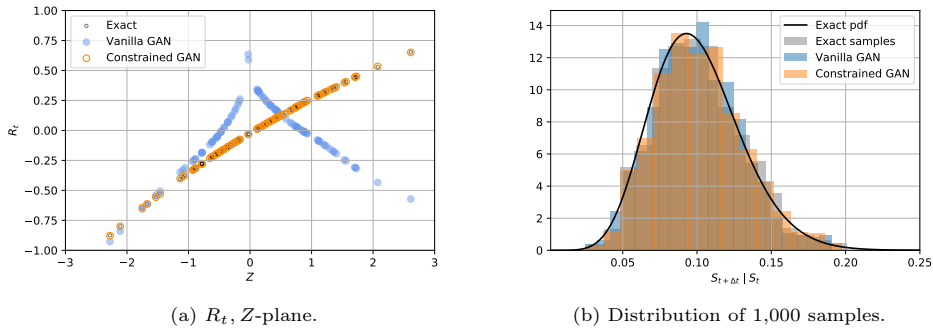 1.00
0.75
0.50
0.25
0.00
−0.25
−0.50
−0.75
−1.00
R_t
Exact
Vanilla GAN
Constrained GAN
−3
−2
−1
0
1
2
3
Z
(a) R_t, Z-plane.
14
12
10
8
6
4
2
0
Exact pdf
Exact samples
Vanilla GAN
Constrained GAN
0.05
0.10
0.15
0.20
0.25
S_{t+Δt} | S_t
(b) Distribution of 1,000 samples.